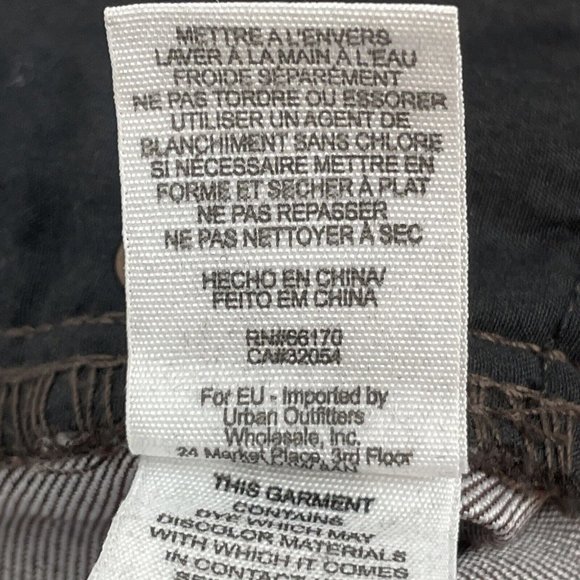 METTRE À L'ENVERS
LAVER À LA MAIN À L'EAU
FROIDE SÉPARÉMENT
NE PAS TORDRE OU ESSORER
UTILISER UN AGENT DE
BLANCHIMENT SANS CHLORE
SI NÉCESSAIRE METTRE EN
FORME ET SÉCHER À PLAT
NE PAS REPASSER
NE PAS NETTOYER À SEC
HECHO EN CHINA/
FEITO EM CHINA
RN#66170
CA#32054
For EU - Imported by
Urban Outfitters
Wholesale, Inc.
24 Market Place, 3rd Floor
THIS GARMENT
CONTAINS
DYE WHICH MAY
DISCOLOR MATERIALS
WITH WHICH IT COMES
IN CONTACT